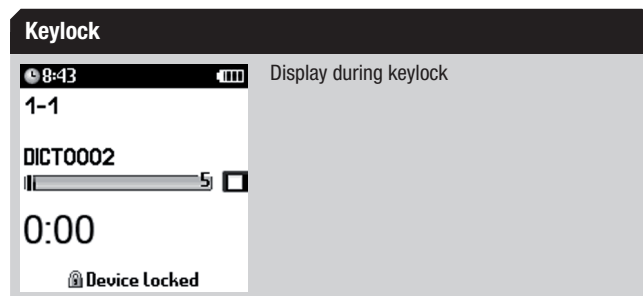 Keylock
8:43
Display during keylock
1-1
DICT0002
5
0:00
Device locked